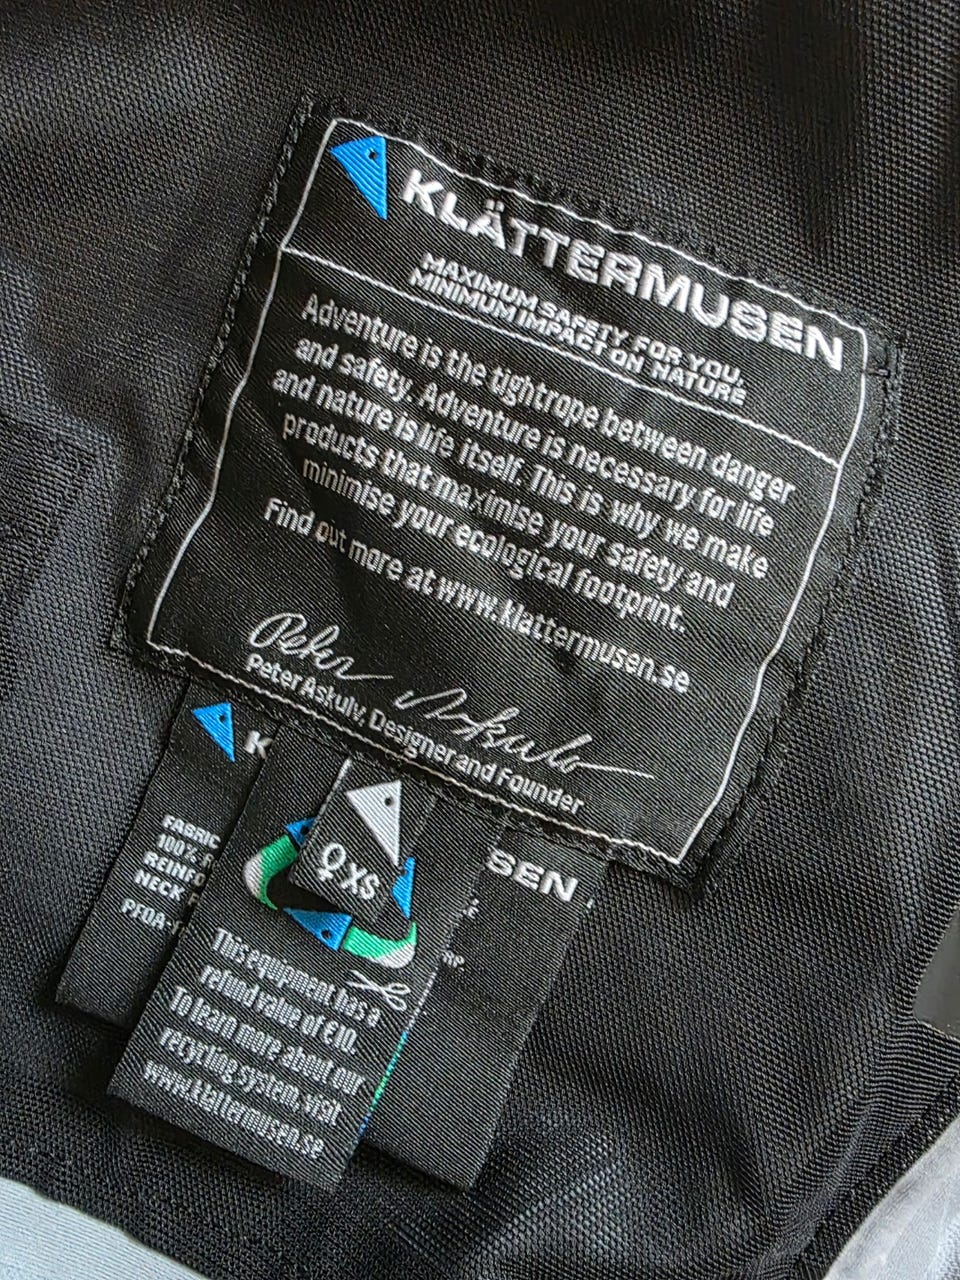 KLÄTTERMUSEN
MAXIMUM SAFETY FOR YOU,
MINIMUM IMPACT ON NATURE
Adventure is the tightrope between danger
and safety. Adventure is necessary for life
and nature is life itself. This is why we make
products that maximise your safety and
minimise your ecological footprint.
Find out more at www.klattermusen.se
Peter Askulv
Peter Askulv, Designer and Founder
K
FABRIC
100%
REINFO
NECK
PFOA-
♀XS
SEN
This equipment has a
refund value of €10.
To learn more about our
recycling system, visit
www.klattermusen.se